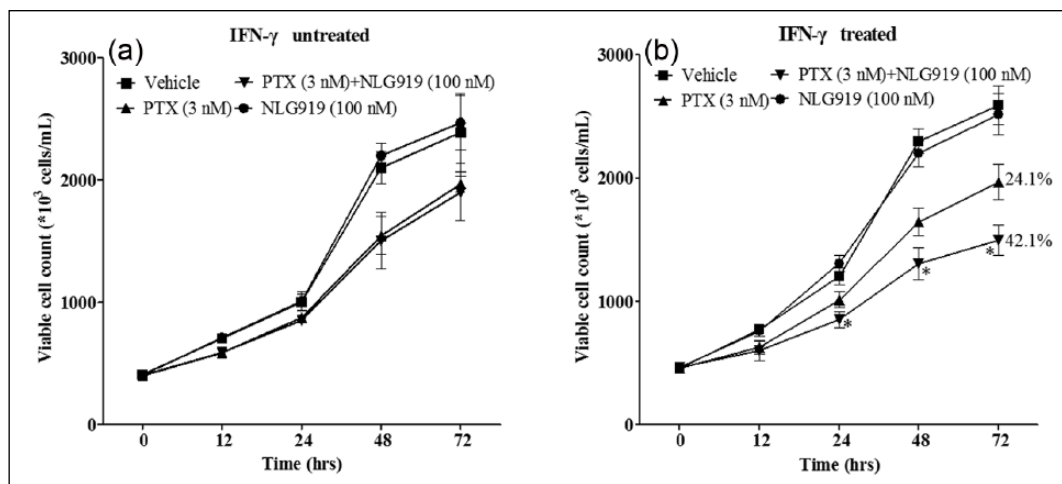 (a)
IFN-γ untreated
Vehicle
PTX (3 nM)+NLG919 (100 nM)
PTX (3 nM)
NLG919 (100 nM)
Viable cell count (*10³ cells/mL)
3000
2000
1000
0
0 12 24 48 72
Time (hrs)
(b)
IFN-γ treated
Vehicle
PTX (3 nM)+NLG919 (100 nM)
PTX (3 nM)
NLG919 (100 nM)
Viable cell count (*10³ cells/mL)
3000
2000
1000
0
24.1%
42.1%
*
*
*
0 12 24 48 72
Time (hrs)